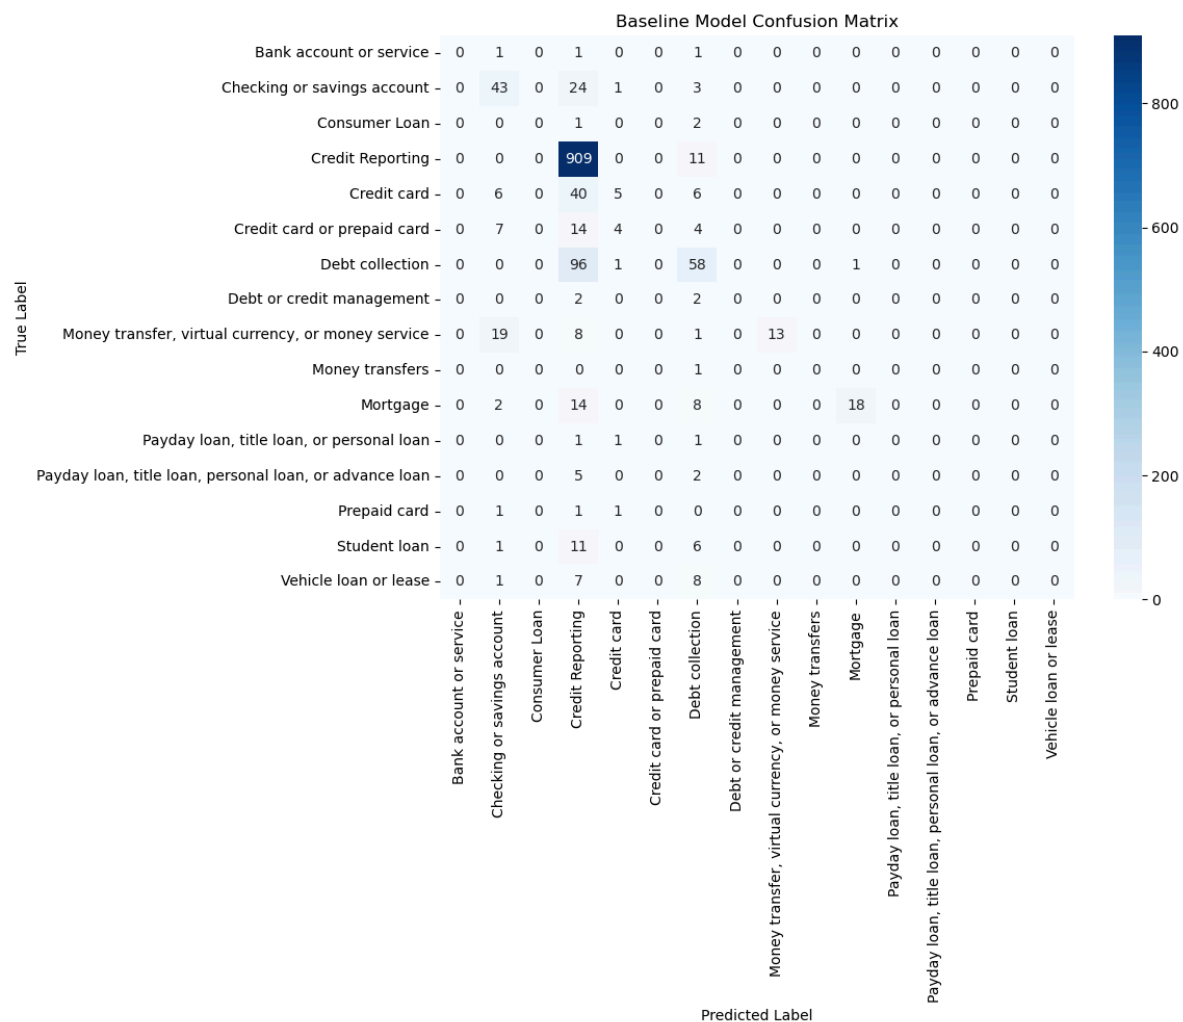 Baseline Model Confusion Matrix
Bank account or service 0 1 0 1 0 0 1 0 0 0 0 0 0 0 0 0
Checking or savings account 0 43 0 24 1 0 3 0 0 0 0 0 0 0 0 0
Consumer Loan 0 0 0 1 0 0 2 0 0 0 0 0 0 0 0 0
Credit Reporting 0 0 0 909 0 0 11 0 0 0 0 0 0 0 0 0
Credit card 0 6 0 40 5 0 6 0 0 0 0 0 0 0 0 0
Credit card or prepaid card 0 7 0 14 4 0 4 0 0 0 0 0 0 0 0 0
Debt collection 0 0 0 96 1 0 58 0 0 0 1 0 0 0 0 0
Debt or credit management 0 0 0 2 0 0 2 0 0 0 0 0 0 0 0 0
Money transfer, virtual currency, or money service 0 19 0 8 0 0 1 0 13 0 0 0 0 0 0 0
Money transfers 0 0 0 0 0 0 1 0 0 0 0 0 0 0 0 0
Mortgage 0 2 0 14 0 0 8 0 0 0 18 0 0 0 0 0
Payday loan, title loan, or personal loan 0 0 0 1 1 0 1 0 0 0 0 0 0 0 0 0
Payday loan, title loan, personal loan, or advance loan 0 0 0 5 0 0 2 0 0 0 0 0 0 0 0 0
Prepaid card 0 1 0 1 1 0 0 0 0 0 0 0 0 0 0 0
Student loan 0 1 0 11 0 0 6 0 0 0 0 0 0 0 0 0
Vehicle loan or lease 0 1 0 7 0 0 8 0 0 0 0 0 0 0 0 0
True Label
800
600
400
200
0
Bank account or service
Checking or savings account
Consumer Loan
Credit Reporting
Credit card
Credit card or prepaid card
Debt collection
Debt or credit management
Money transfer, virtual currency, or money service
Money transfers
Mortgage
Payday loan, title loan, or personal loan
Payday loan, title loan, personal loan, or advance loan
Prepaid card
Student loan
Vehicle loan or lease
Predicted Label